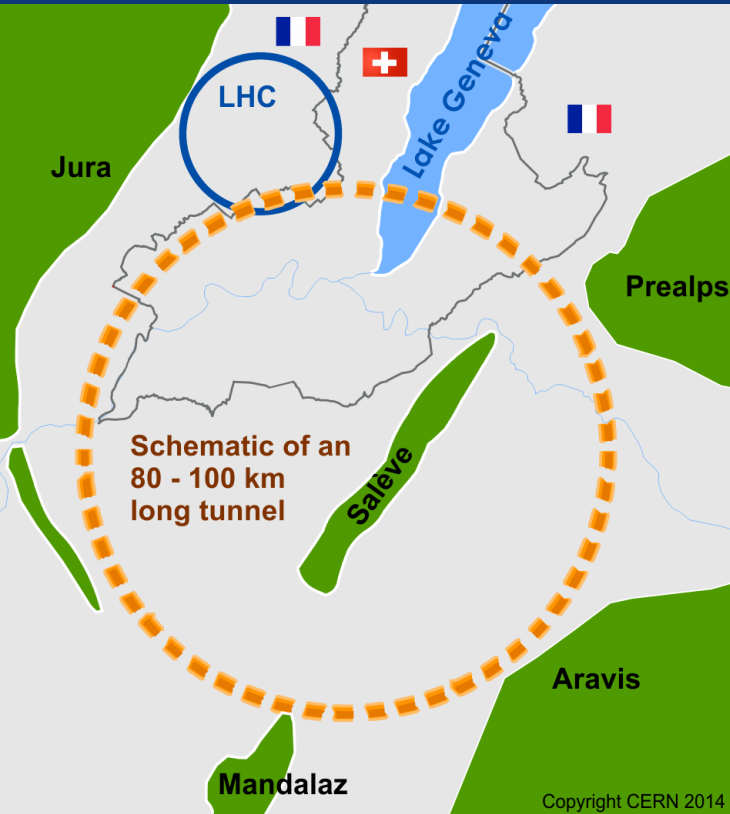 LHC
Lake Geneva
Jura
Prealps
Schematic of an
80 - 100 km
long tunnel
Salève
Aravis
Mandalaz
Copyright CERN 2014